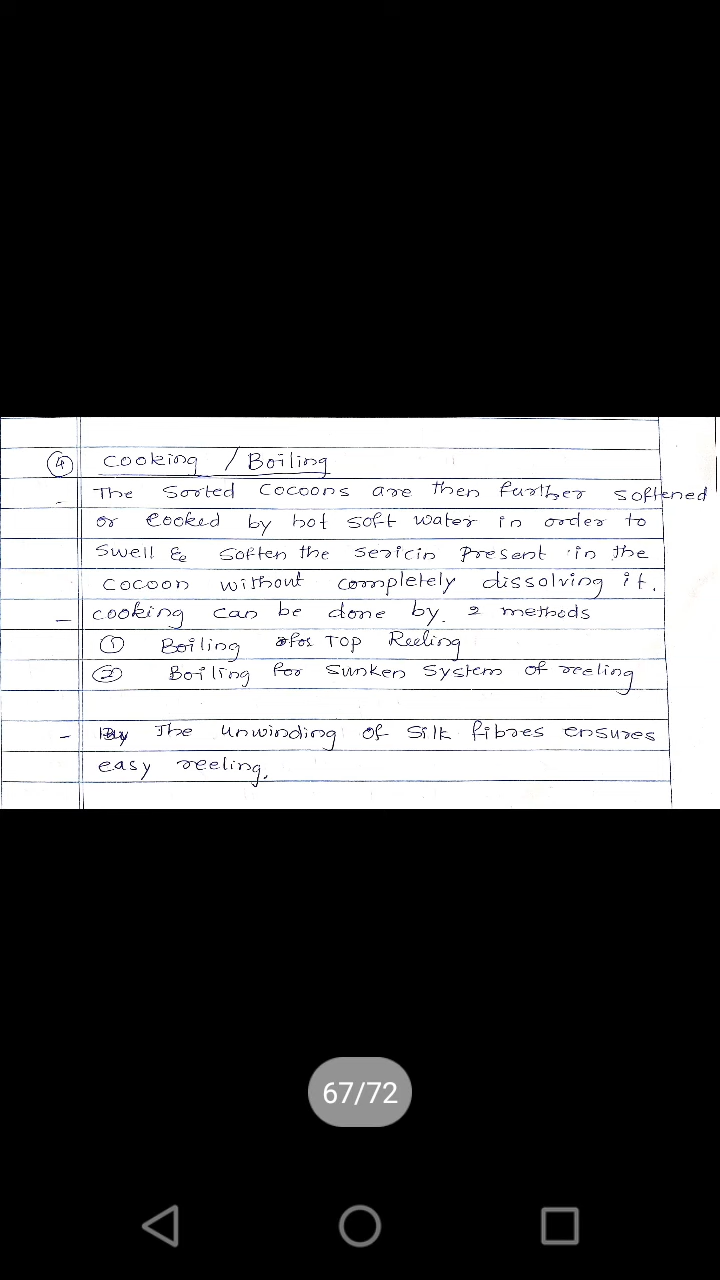 ④ Cooking / Boiling
- The Sorted Cocoons are then further softened
or Cooked by hot soft water in order to
Swell & Soften the sericin Present in the
Cocoon without completely dissolving it.
- cooking can be done by. 2 methods
① Boiling for TOP Reeling
② Boiling for Sunken System of reeling
- The unwinding of Silk fibres ensures
easy reeling.
67/72